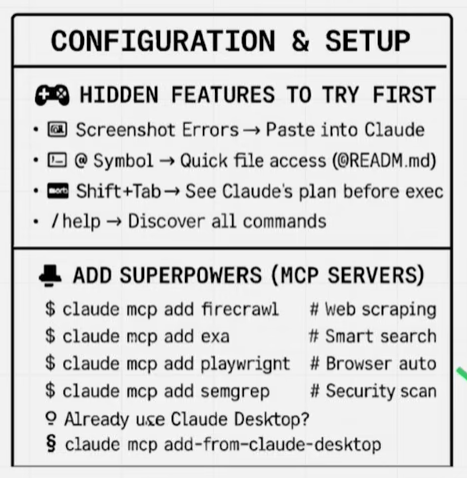 CONFIGURATION & SETUP
HIDDEN FEATURES TO TRY FIRST
• Screenshot Errors → Paste into Claude
• @ Symbol → Quick file access (@READM.md)
• Shift+Tab → See Claude's plan before exec
• /help → Discover all commands
ADD SUPERPOWERS (MCP SERVERS)
$ claude mcp add firecrawl # Web scraping
$ claude mcp add exa # Smart search
$ claude mcp add playwrignt # Browser auto
$ claude mcp add semgrep # Security scan
Already use Claude Desktop?
§ claude mcp add-from-claude-desktop